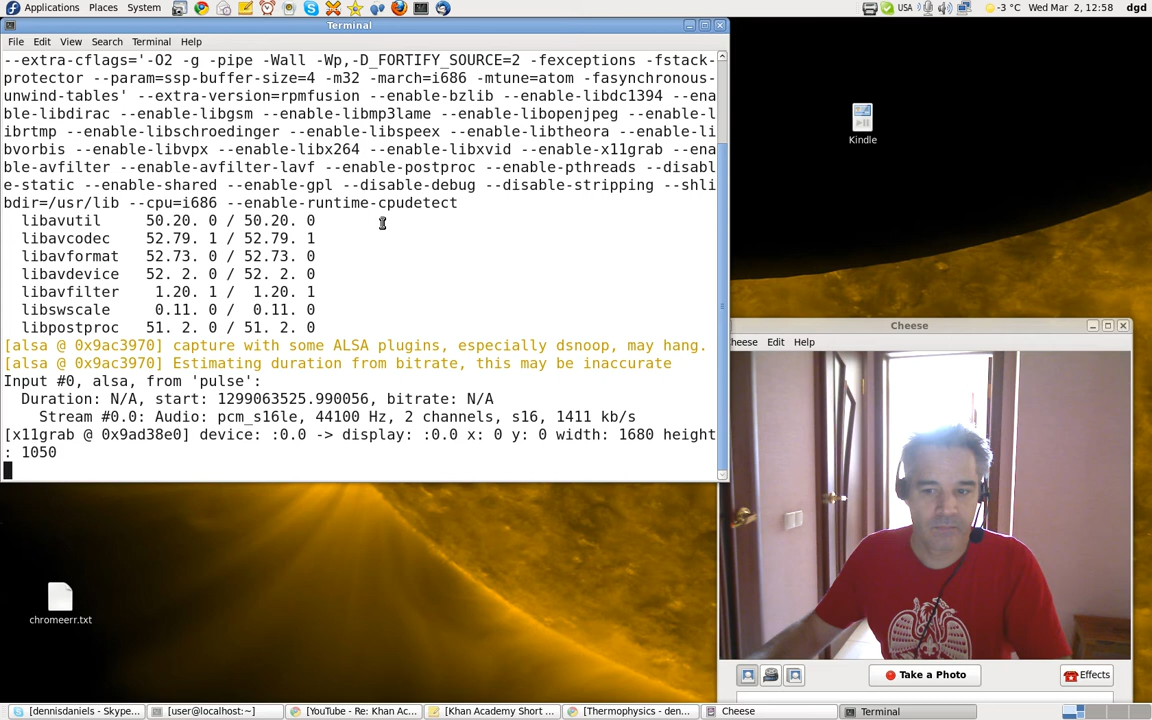 Applications Places System USA -3 °C Wed Mar 2, 12:58 dgd
Terminal
File Edit View Search Terminal Help
--extra-cflags='-O2 -g -pipe -Wall -Wp,-D_FORTIFY_SOURCE=2 -fexceptions -fstack-
protector --param=ssp-buffer-size=4 -m32 -march=i686 -mtune=atom -fasynchronous-
unwind-tables' --extra-version=rpmfusion --enable-bzlib --enable-libdc1394 --ena
ble-libdirac --enable-libgsm --enable-libmp3lame --enable-libopenjpeg --enable-l
ibrtmp --enable-libschroedinger --enable-libspeex --enable-libtheora --enable-li
bvorbis --enable-libvpx --enable-libx264 --enable-libxvid --enable-x11grab --ena
ble-avfilter --enable-avfilter-lavf --enable-postproc --enable-pthreads --disabl
e-static --enable-shared --enable-gpl --disable-debug --disable-stripping --shli
bdir=/usr/lib --cpu=i686 --enable-runtime-cpudetect
libavutil 50.20. 0 / 50.20. 0
libavcodec 52.79. 1 / 52.79. 1
libavformat 52.73. 0 / 52.73. 0
libavdevice 52. 2. 0 / 52. 2. 0
libavfilter 1.20. 1 / 1.20. 1
libswscale 0.11. 0 / 0.11. 0
libpostproc 51. 2. 0 / 51. 2. 0
[alsa @ 0x9ac3970] capture with some ALSA plugins, especially dsnoop, may hang.
[alsa @ 0x9ac3970] Estimating duration from bitrate, this may be inaccurate
Input #0, alsa, from 'pulse':
Duration: N/A, start: 1299063525.990056, bitrate: N/A
Stream #0.0: Audio: pcm_s16le, 44100 Hz, 2 channels, s16, 1411 kb/s
[x11grab @ 0x9ad38e0] device: :0.0 -> display: :0.0 x: 0 y: 0 width: 1680 height
: 1050
Kindle
Cheese
heese Edit Help
Take a Photo
Effects
chromeerr.txt
[dennisdaniels - Skype... [user@localhost:~] [YouTube - Re: Khan Ac... [Khan Academy Short ... [Thermophysics - den... Cheese Terminal